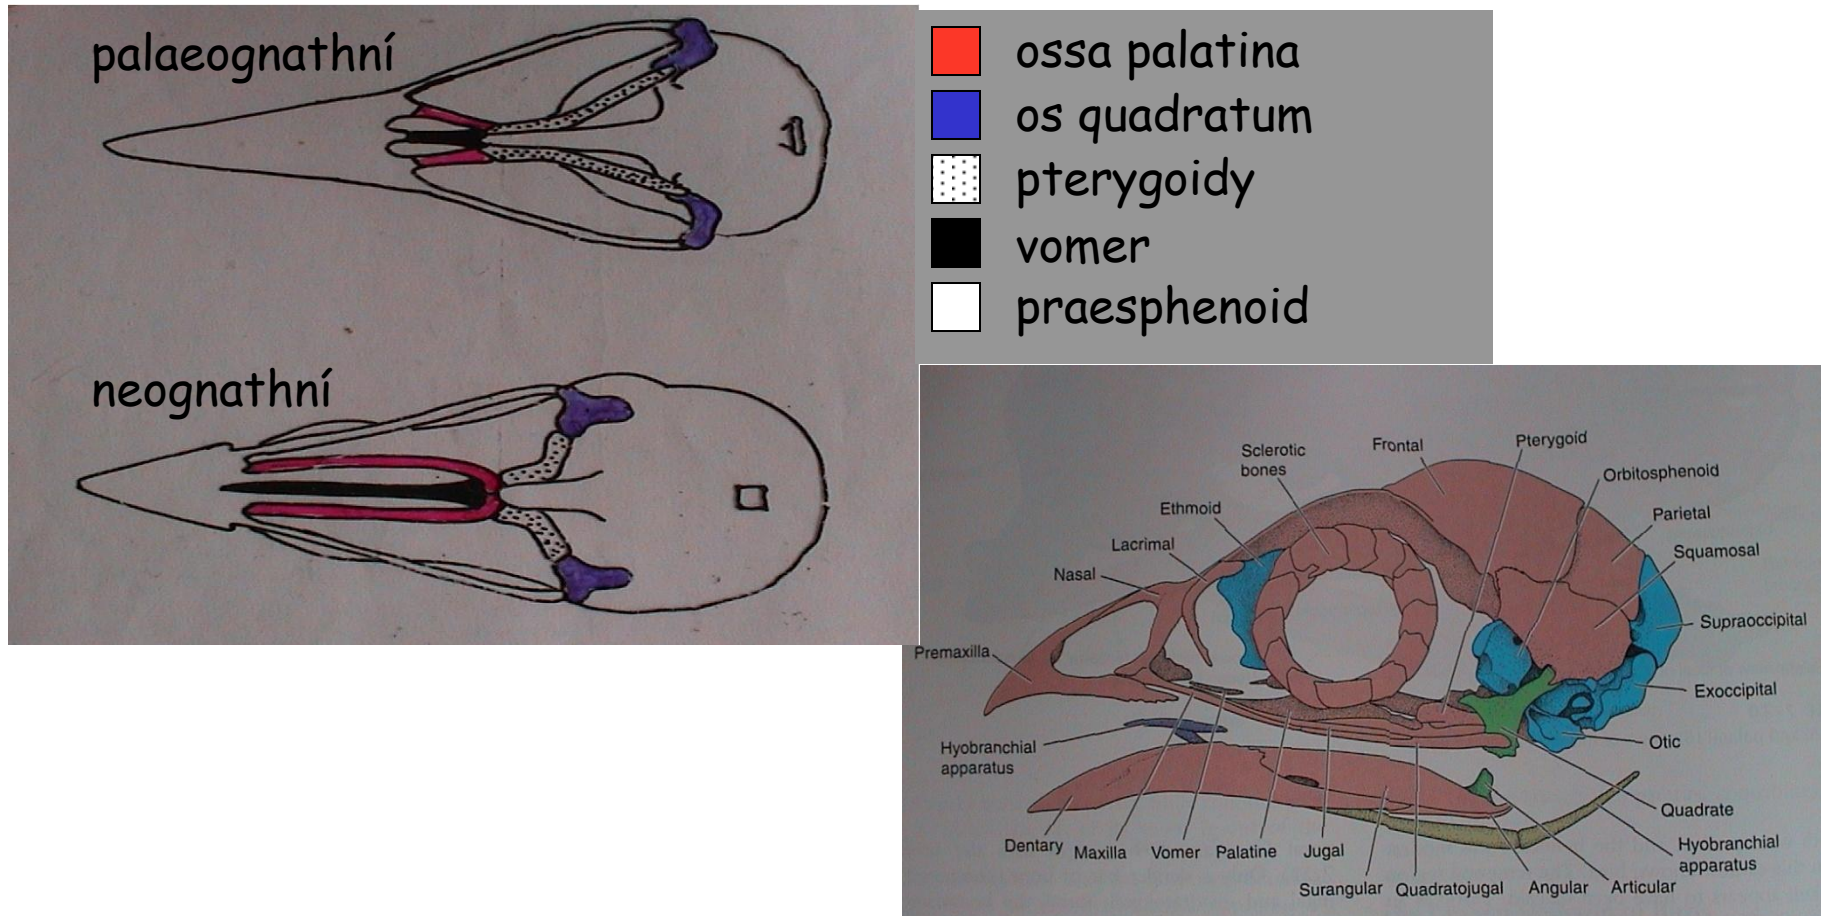 palaeognathní
neognathní
ossa palatina
os quadratum
pterygoidy
vomer
praesphenoid
Sclerotic
bones
Frontal
Pterygoid
Orbitosphenoid
Ethmoid
Parietal
Lacrimal
Squamosal
Nasal
Supraoccipital
Premaxilla
Exoccipital
Hyobranchial
apparatus
Otic
Quadrate
Hyobranchial
apparatus
Dentary
Maxilla
Vomer
Palatine
Jugal
Surangular
Quadratojugal
Angular
Articular